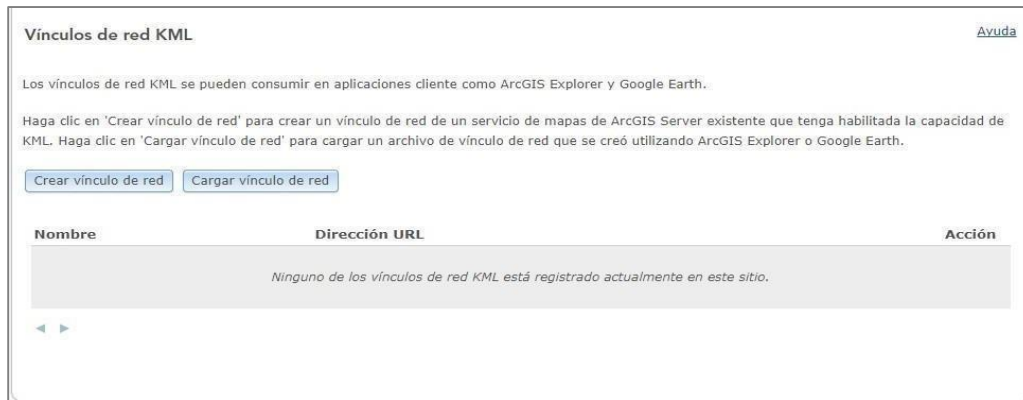 Vínculos de red KML
Ayuda
Los vínculos de red KML se pueden consumir en aplicaciones cliente como ArcGIS Explorer y Google Earth.
Haga clic en 'Crear vínculo de red' para crear un vínculo de red de un servicio de mapas de ArcGIS Server existente que tenga habilitada la capacidad de
KML. Haga clic en 'Cargar vínculo de red' para cargar un archivo de vínculo de red que se creó utilizando ArcGIS Explorer o Google Earth.
Crear vínculo de red Cargar vínculo de red
Nombre Dirección URL Acción
Ninguno de los vínculos de red KML está registrado actualmente en este sitio.